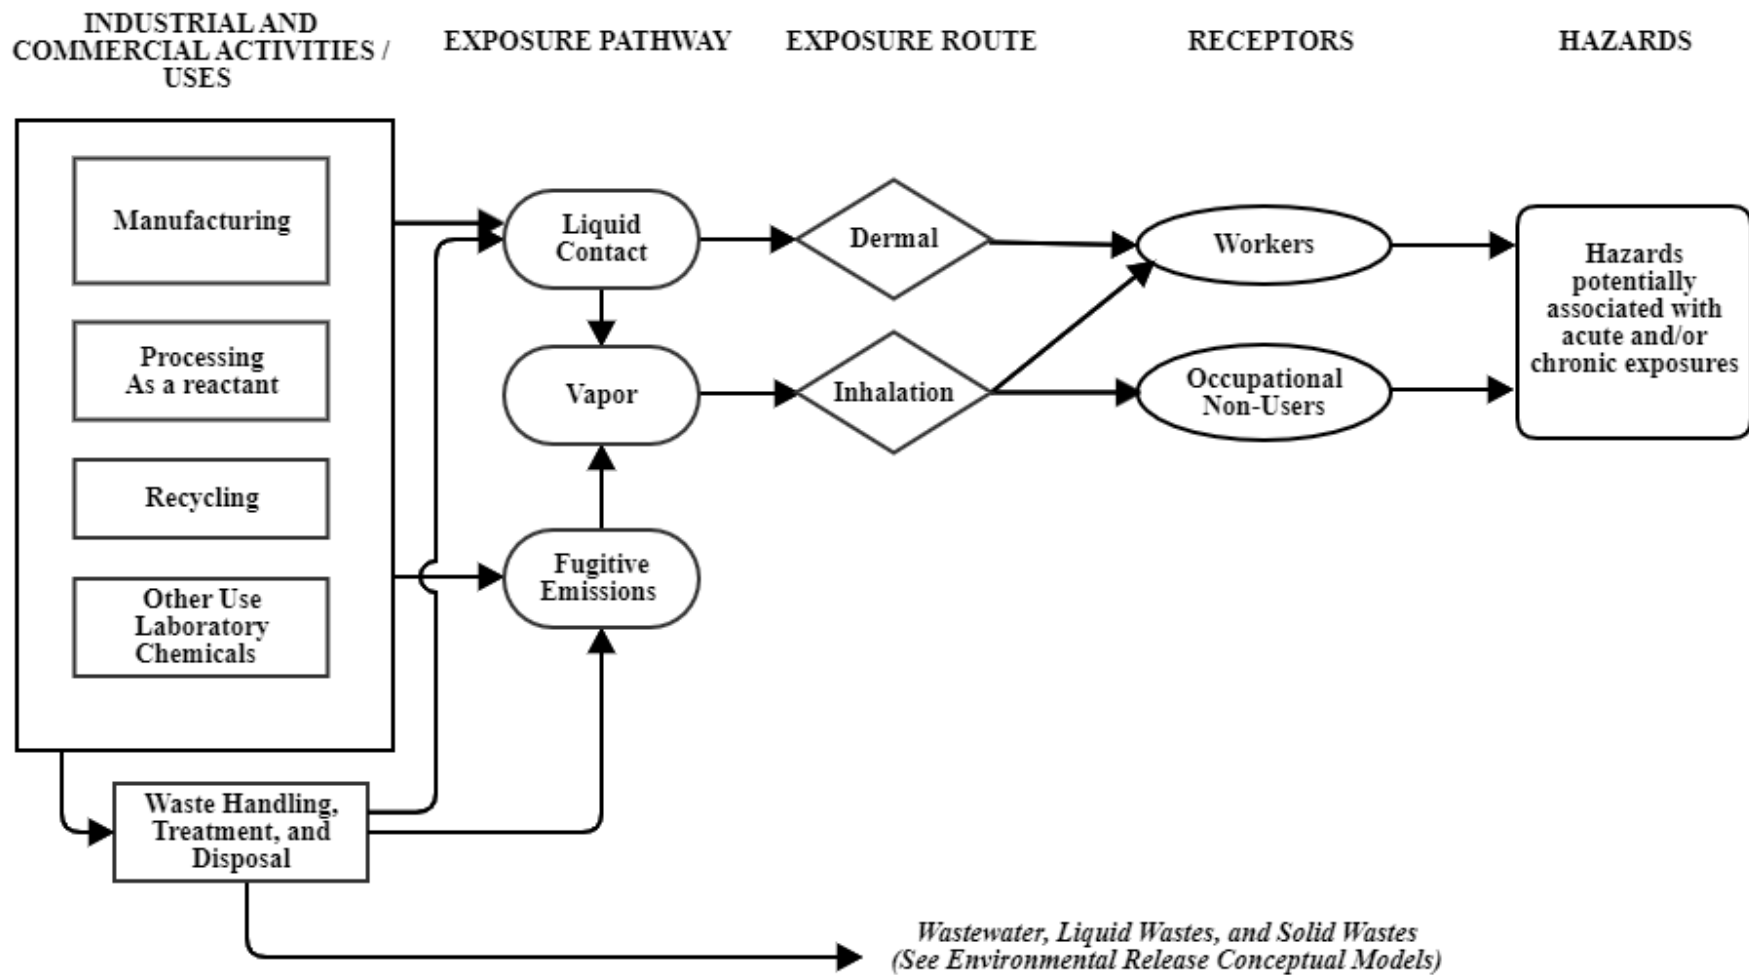 INDUSTRIAL AND
COMMERCIAL ACTIVITIES /
USES
EXPOSURE PATHWAY
EXPOSURE ROUTE
RECEPTORS
HAZARDS
Manufacturing
Processing
As a reactant
Recycling
Other Use
Laboratory
Chemicals
Waste Handling,
Treatment, and
Disposal
Liquid
Contact
Vapor
Fugitive
Emissions
Dermal
Inhalation
Workers
Occupational
Non-Users
Hazards
potentially
associated with
acute and/or
chronic exposures
Wastewater, Liquid Wastes, and Solid Wastes
(See Environmental Release Conceptual Models)